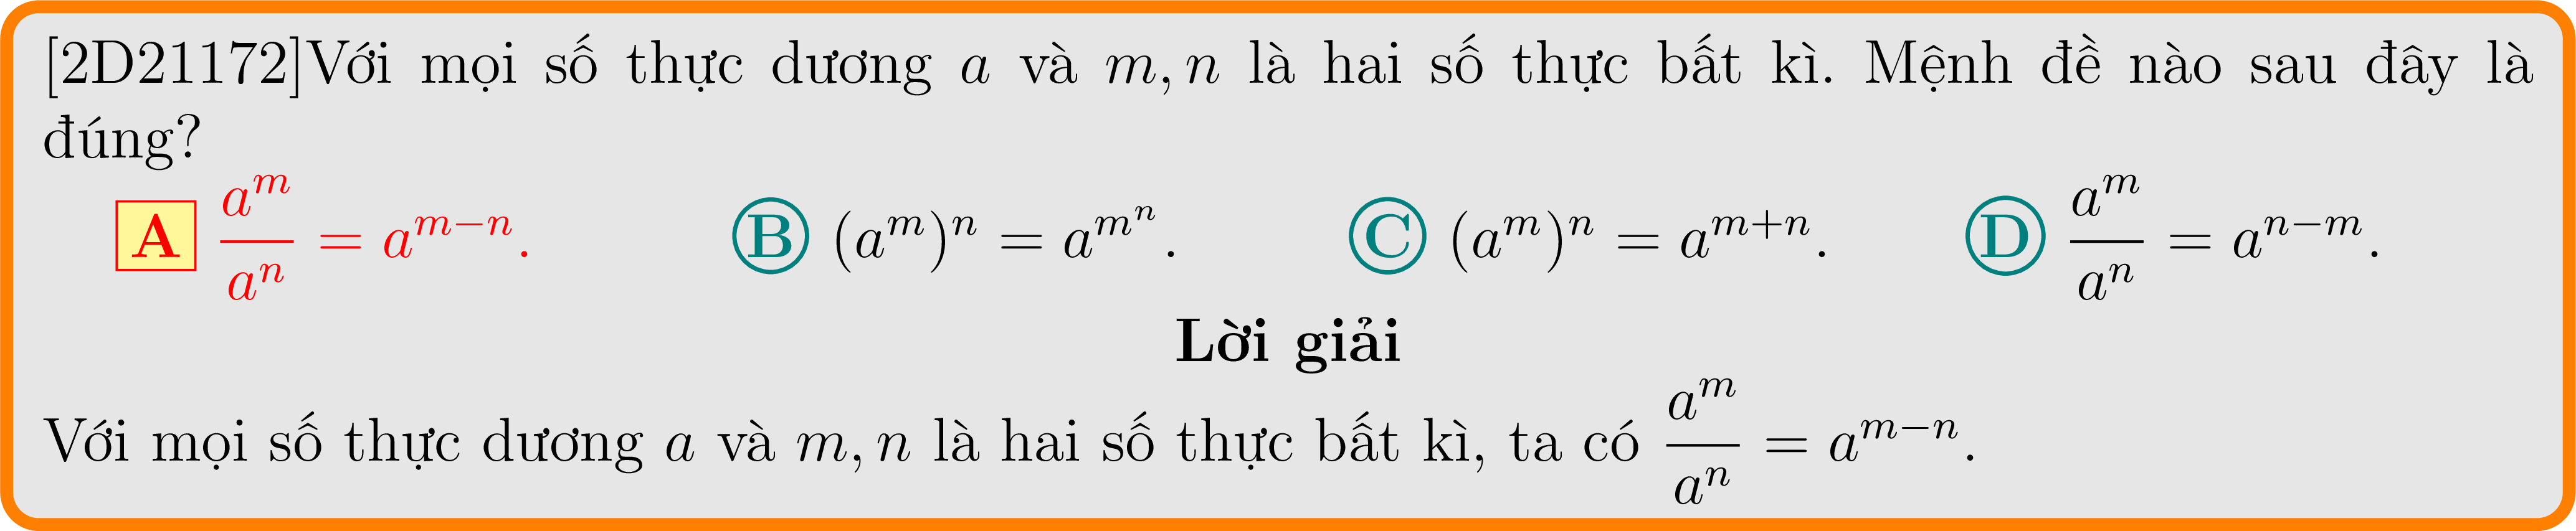 [2D21172]Với mọi số thực dương a và m, n là hai số thực bất kì. Mệnh đề nào sau đây là
đúng?
A $\frac{a^m}{a^n} = a^{m-n}$. B $(a^m)^n = a^{m^n}$. C $(a^m)^n = a^{m+n}$. D $\frac{a^m}{a^n} = a^{n-m}$.
Lời giải
Với mọi số thực dương a và m, n là hai số thực bất kì, ta có $\frac{a^m}{a^n} = a^{m-n}$.